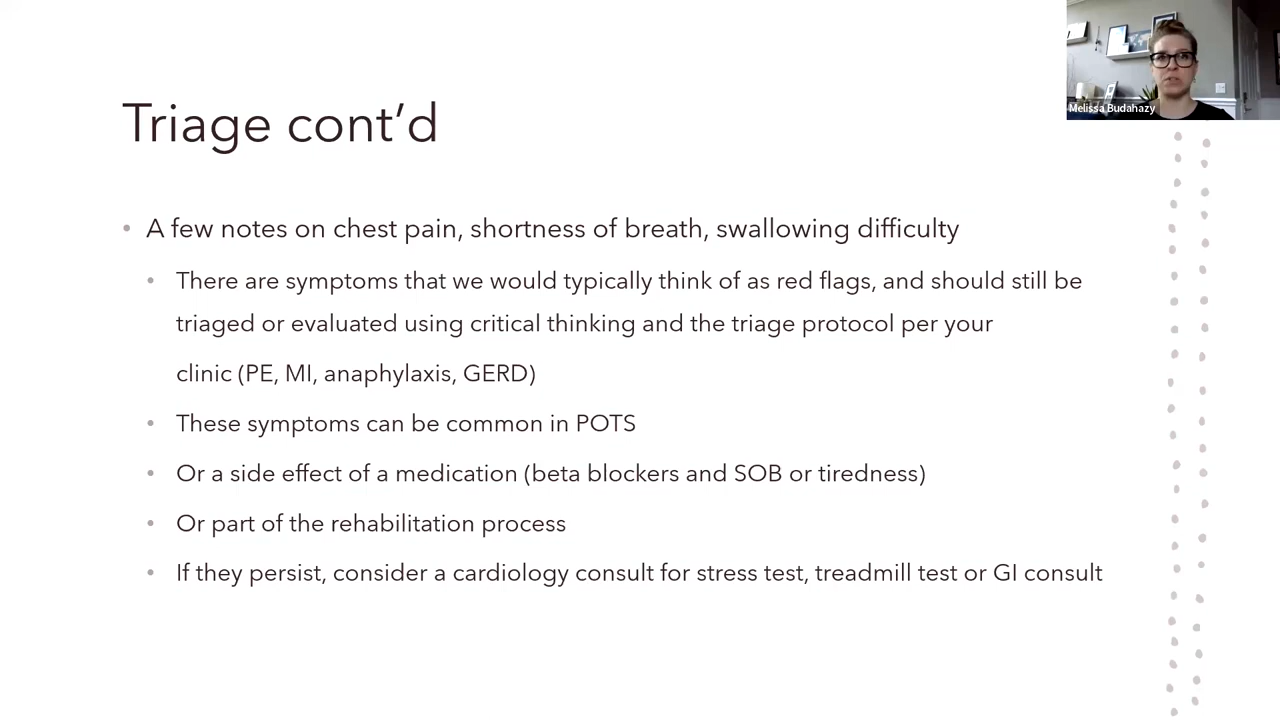 Melissa Budahazy
Triage cont’d
• A few notes on chest pain, shortness of breath, swallowing difficulty
• There are symptoms that we would typically think of as red flags, and should still be
triaged or evaluated using critical thinking and the triage protocol per your
clinic (PE, MI, anaphylaxis, GERD)
• These symptoms can be common in POTS
• Or a side effect of a medication (beta blockers and SOB or tiredness)
• Or part of the rehabilitation process
• If they persist, consider a cardiology consult for stress test, treadmill test or GI consult